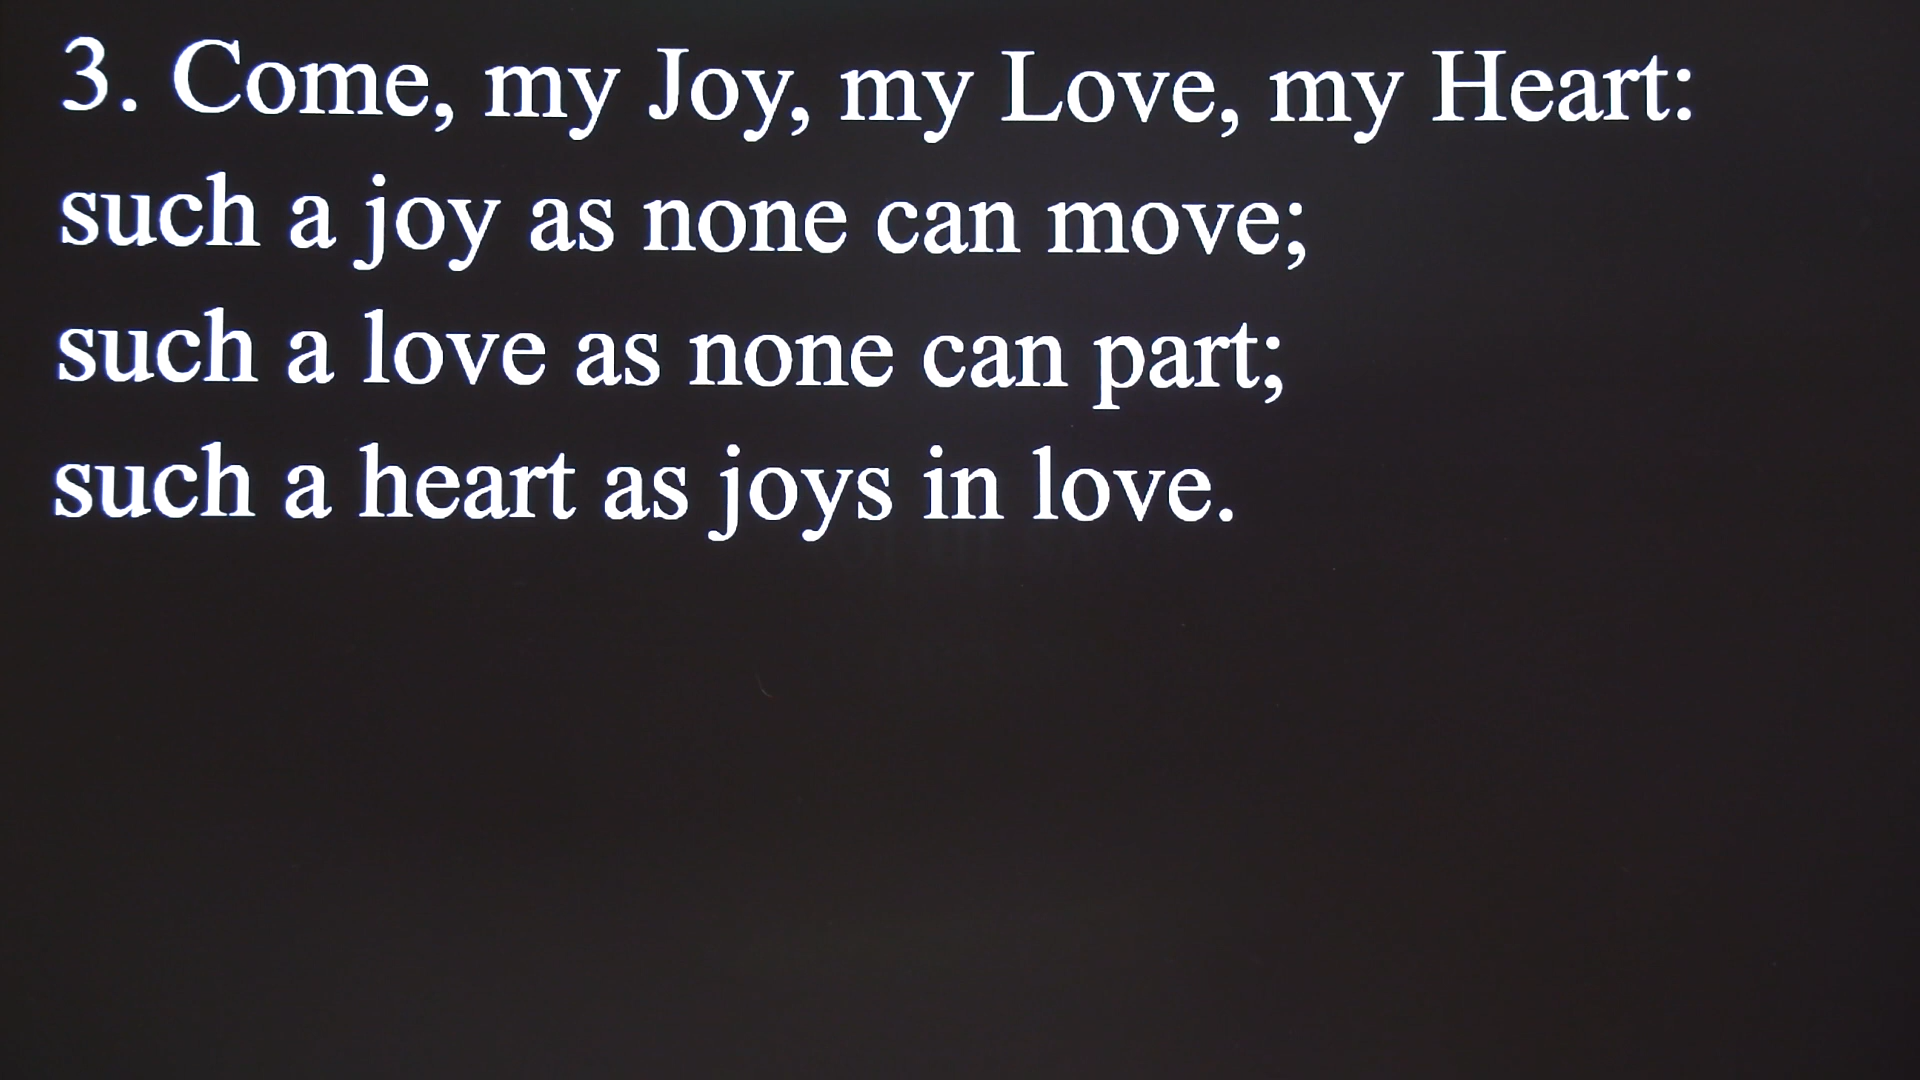 3. Come, my Joy, my Love, my Heart:
such a joy as none can move;
such a love as none can part;
such a heart as joys in love.